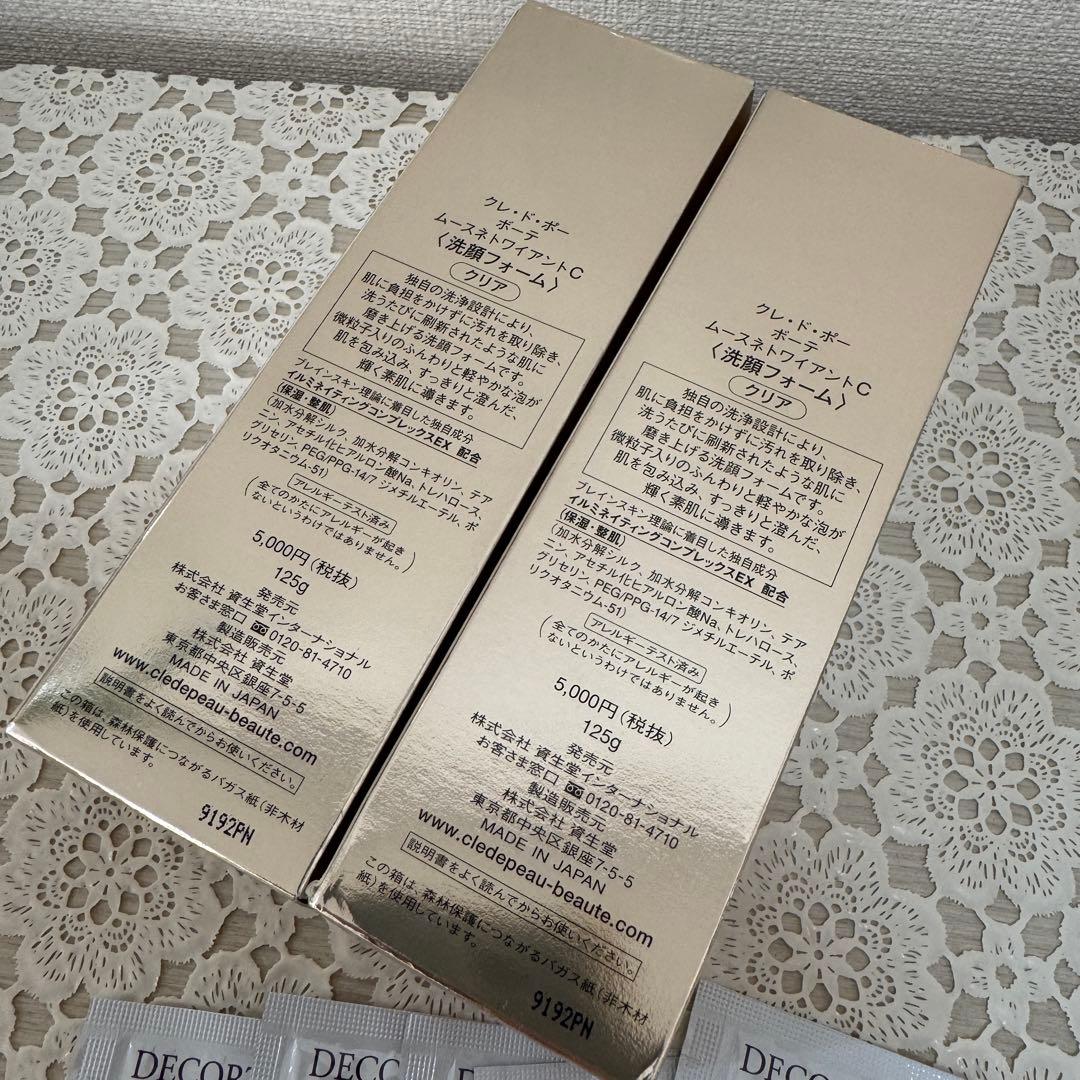 クレ・ド・ポー
ボーテ
ムースネトワイアントC
〈洗顔フォーム〉
クリア
独自の洗浄設計により、
肌に負担をかけずに汚れを取り除き、
洗うたびに刷新されたような肌に
磨き上げる洗顔フォームです。
微粒子入りのふんわりと軽やかな泡が
肌を包み込み、すっきりと澄んだ、
輝く素肌に導きます。
ブレインスキン理論に着目した独自成分
イルミネイティングコンプレックスEX 配合
(保湿・整肌)
(加水分解シルク、加水分解コンキオリン、テア
ニン、アセチル化ヒアルロン酸Na、トレハロース、
グリセリン、PEG/PPG-14/7 ジメチルエーテル、ポ
リクオタニウム-51)
アレルギーテスト済み
(全てのかたにアレルギーが起き
ないというわけではありません。)
5,000円(税抜)
125g
発売元
株式会社 資生堂インターナショナル
お客さま窓口 0120-81-4710
製造販売元
株式会社 資生堂
東京都中央区銀座7-5-5
MADE IN JAPAN
www.cledepeau-beaute.com
説明書をよく読んでからお使いください。
この箱は、森林保護につながるバガス紙(非木材
紙)を使用しています。
9192PN
クレ・ド・ポー
ボーテ
ムースネトワイアントC
〈洗顔フォーム〉
クリア
独自の洗浄設計により、
肌に負担をかけずに汚れを取り除き、
洗うたびに刷新されたような肌に
磨き上げる洗顔フォームです。
微粒子入りのふんわりと軽やかな泡が
肌を包み込み、すっきりと澄んだ、
輝く素肌に導きます。
ブレインスキン理論に着目した独自成分
イルミネイティングコンプレックスEX 配合
(保湿・整肌)
(加水分解シルク、加水分解コンキオリン、テア
ニン、アセチル化ヒアルロン酸Na、トレハロース、
グリセリン、PEG/PPG-14/7 ジメチルエーテル、ポ
リクオタニウム-51)
アレルギーテスト済み
(全てのかたにアレルギーが起き
ないというわけではありません。)
5,000円(税抜)
125g
発売元
株式会社 資生堂インターナショナル
お客さま窓口 0120-81-4710
製造販売元
株式会社 資生堂
東京都中央区銀座7-5-5
MADE IN JAPAN
www.cledepeau-beaute.com
説明書をよく読んでからお使いください。
この箱は、森林保護につながるバガス紙(非木材
紙)を使用しています。
9192PN
DECOR
DECOR
DECOR